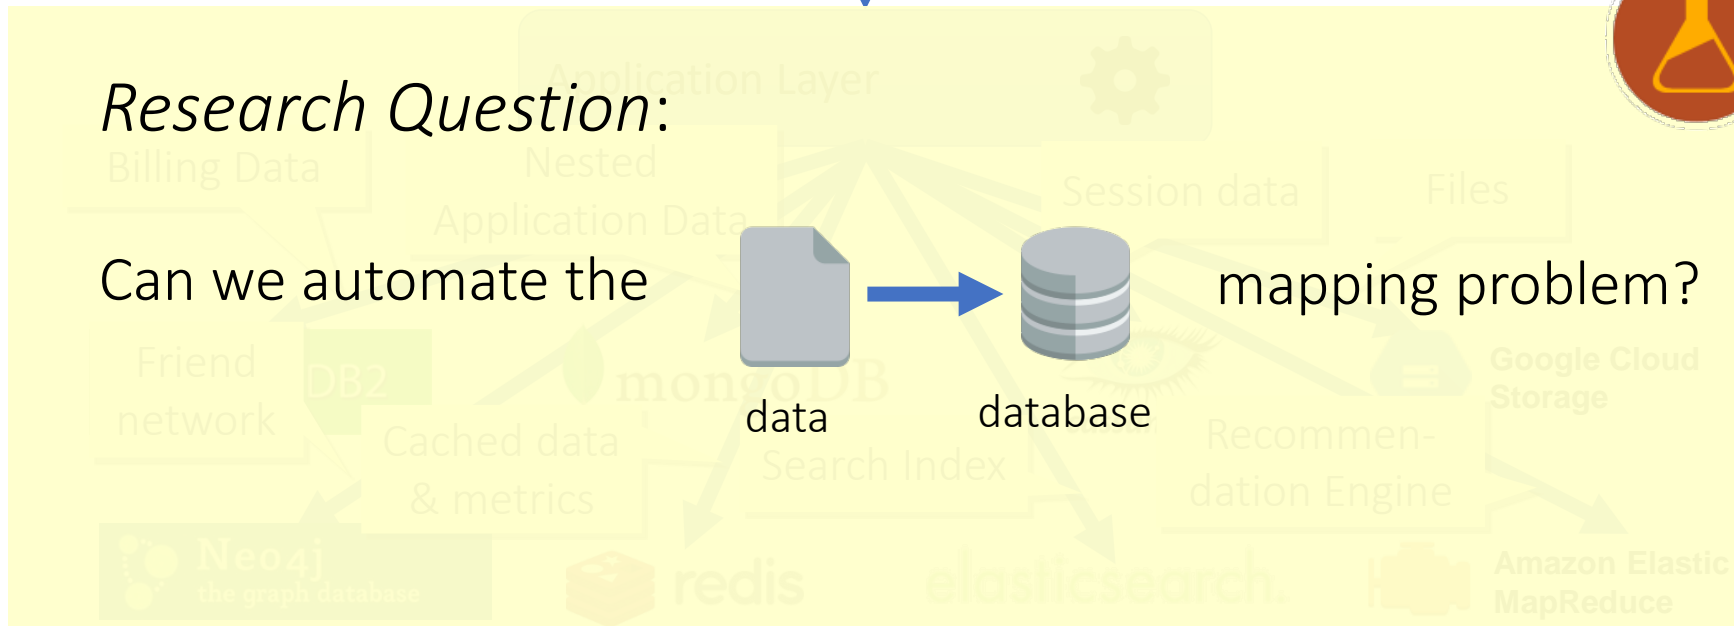 Application Layer
Research Question:
Billing Data
Nested
Application Data
Session data
Files
Can we automate the
mapping problem?
Friend
network
DB2
mongoDB
Google Cloud
Storage
data
database
Cached data
& metrics
Search Index
Recommen-
dation Engine
Neo4j
the graph database
redis
elasticsearch.
Amazon Elastic
MapReduce